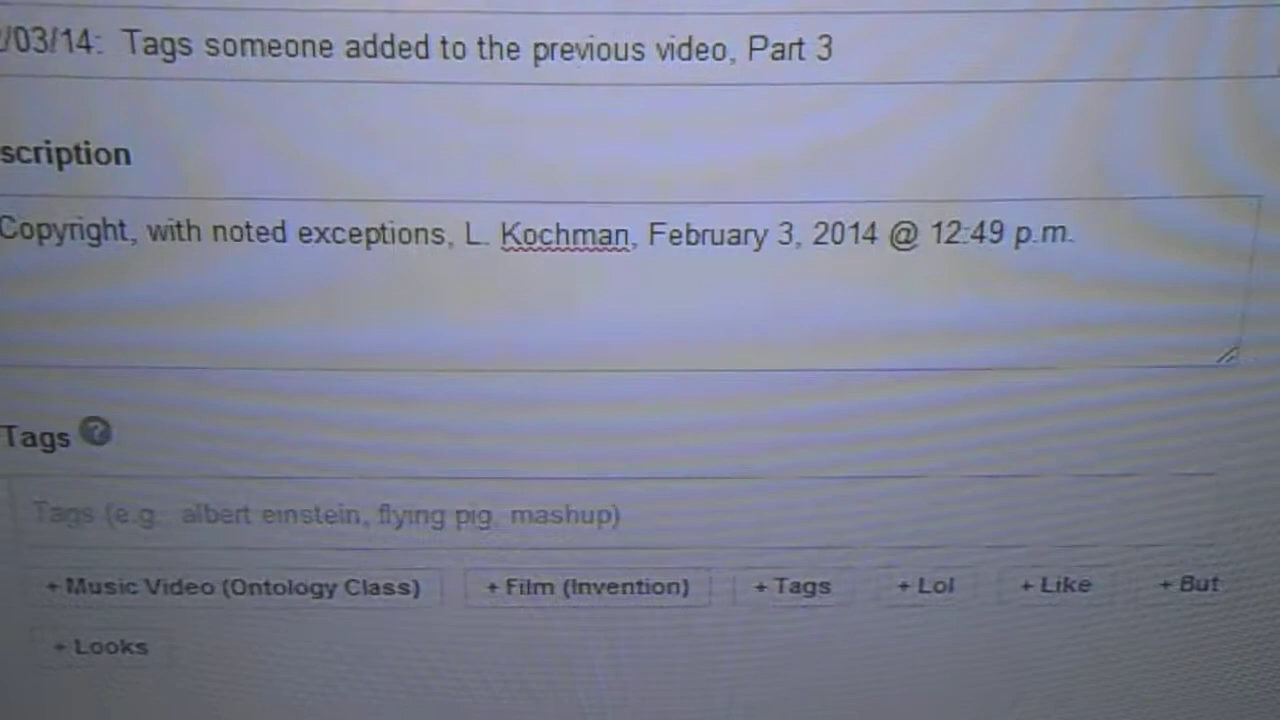 /03/14: Tags someone added to the previous video, Part 3
scription
Copyright, with noted exceptions, L. Kochman, February 3, 2014 @ 12:49 p.m.
Tags ?
Tags (e.g. albert einstein, flying pig, mashup)
+ Music Video (Ontology Class) + Film (Invention) + Tags + Lol + Like + But
+ Looks